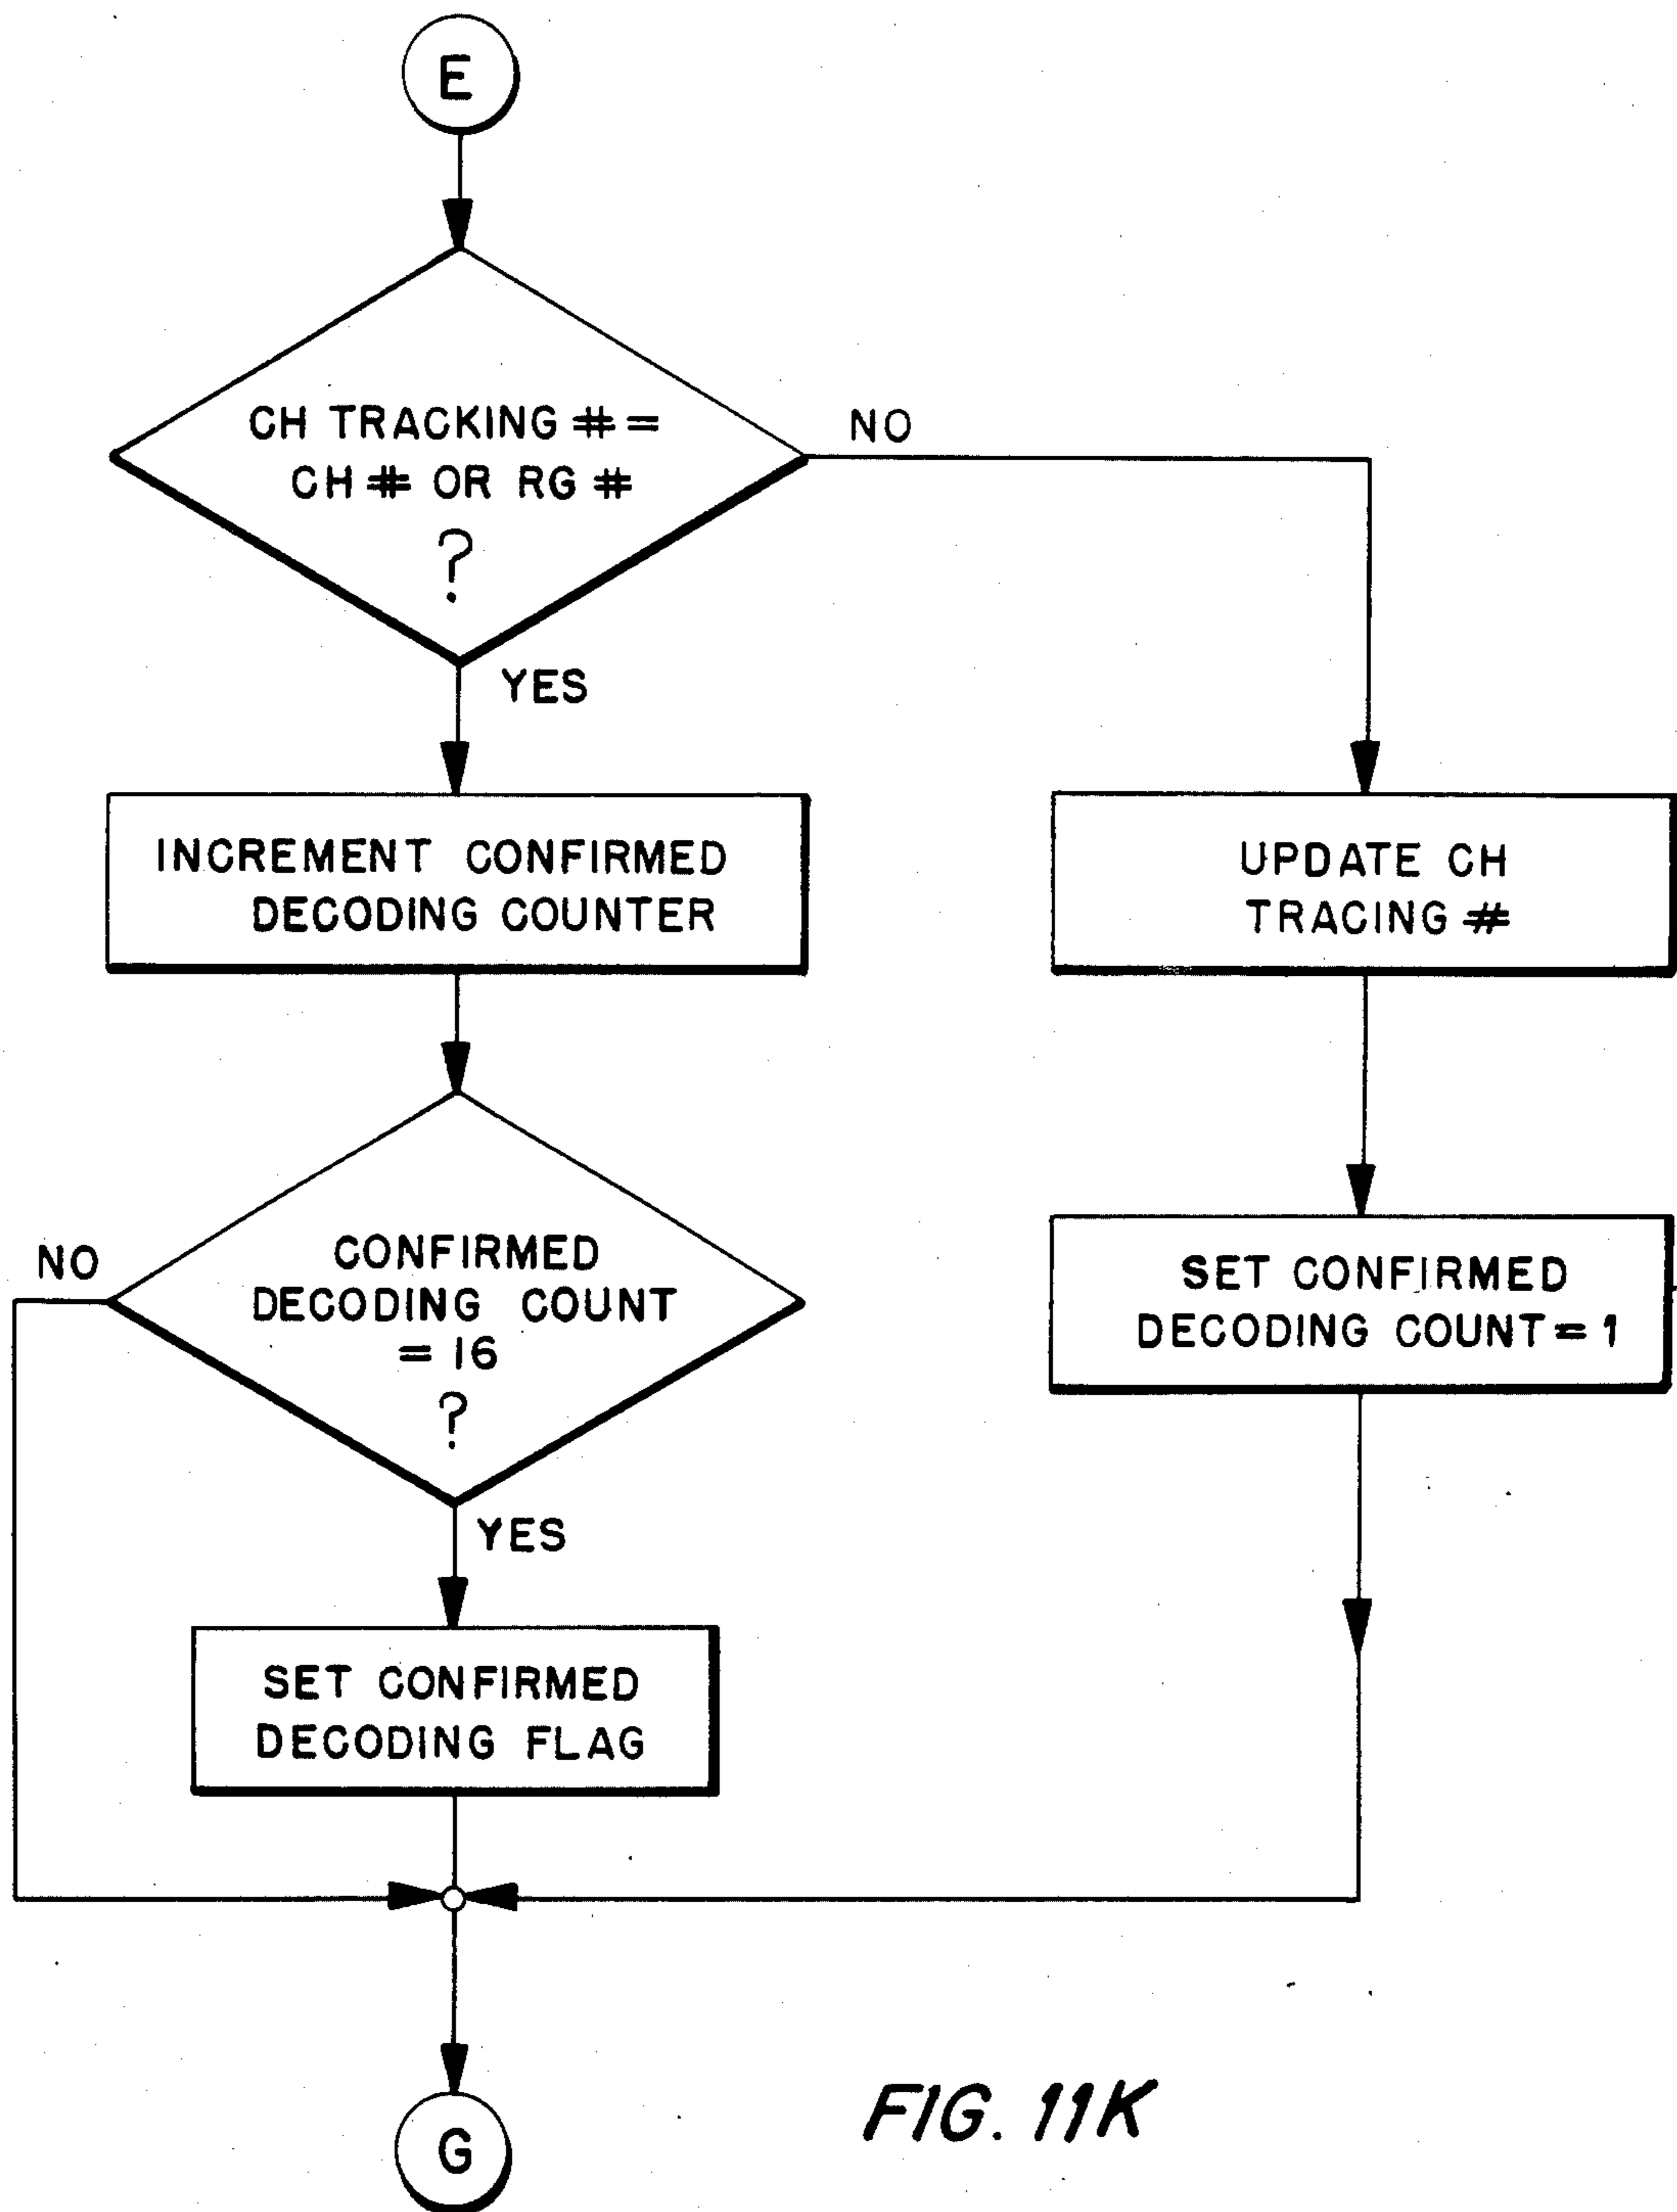 E
CH TRACKING # =
CH # OR RG #
?
NO
YES
INCREMENT CONFIRMED
DECODING COUNTER
UPDATE CH
TRACING #
CONFIRMED
DECODING COUNT
= 16
?
NO
YES
SET CONFIRMED
DECODING COUNT = 1
SET CONFIRMED
DECODING FLAG
G
FIG. 11K